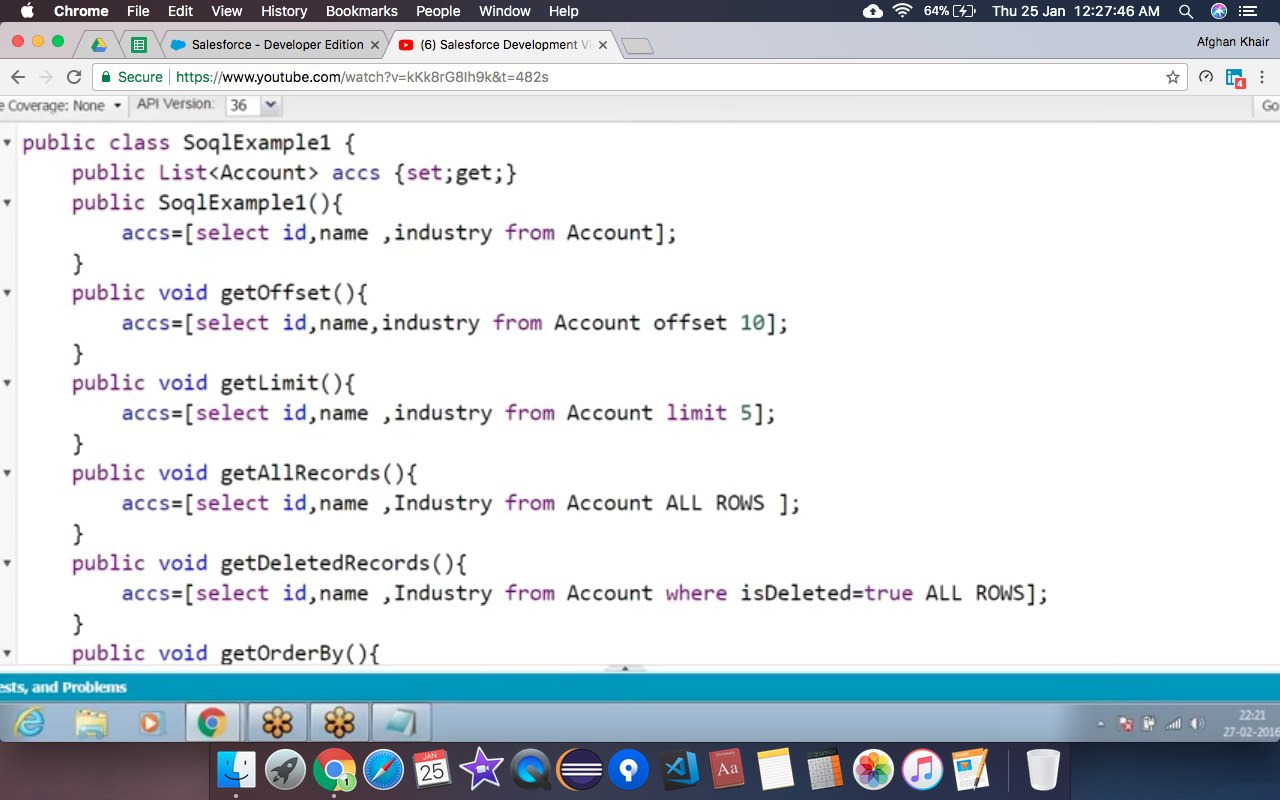 Chrome File Edit View History Bookmarks People Window Help 64% Thu 25 Jan 12:27:46 AM
Salesforce - Developer Edition (6) Salesforce Development Afghan Khair
Secure https://www.youtube.com/watch?v=kKk8rG8lh9k&t=482s 4
e Coverage: None API Version: 36 Go
public class SoqlExample1 {
public List<Account> accs {set;get;}
public SoqlExample1(){
accs=[select id,name ,industry from Account];
}
public void getOffset(){
accs=[select id,name,industry from Account offset 10];
}
public void getLimit(){
accs=[select id,name ,industry from Account limit 5];
}
public void getAllRecords(){
accs=[select id,name ,Industry from Account ALL ROWS ];
}
public void getDeletedRecords(){
accs=[select id,name ,Industry from Account where isDeleted=true ALL ROWS];
}
public void getOrderBy(){
ests, and Problems
22:21
27-02-2016
JAN
25
1
Aa